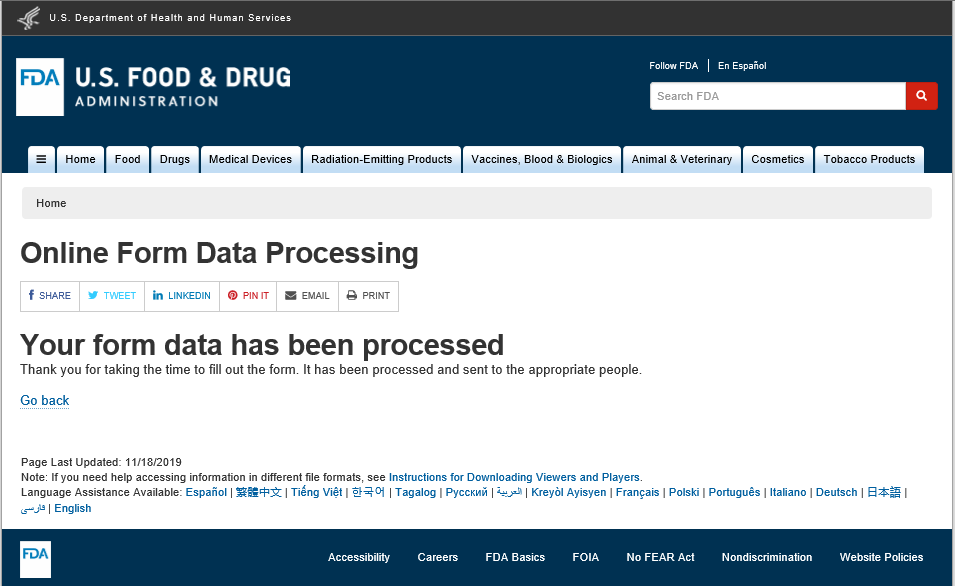 U.S. Department of Health and Human Services
FDA U.S. FOOD & DRUG
ADMINISTRATION
Follow FDA | En Español
Search FDA
☰ Home Food Drugs Medical Devices Radiation-Emitting Products Vaccines, Blood & Biologics Animal & Veterinary Cosmetics Tobacco Products
Home
Online Form Data Processing
f SHARE TWEET in LINKEDIN PIN IT EMAIL PRINT
Your form data has been processed
Thank you for taking the time to fill out the form. It has been processed and sent to the appropriate people.
Go back
Page Last Updated: 11/18/2019
Note: If you need help accessing information in different file formats, see Instructions for Downloading Viewers and Players.
Language Assistance Available: Español | 繁體中文 | Tiếng Việt | 한국어 | Tagalog | Русский | العربية | Kreyòl Ayisyen | Français | Polski | Português | Italiano | Deutsch | 日本語 |
فارسی | English
FDA Accessibility Careers FDA Basics FOIA No FEAR Act Nondiscrimination Website Policies